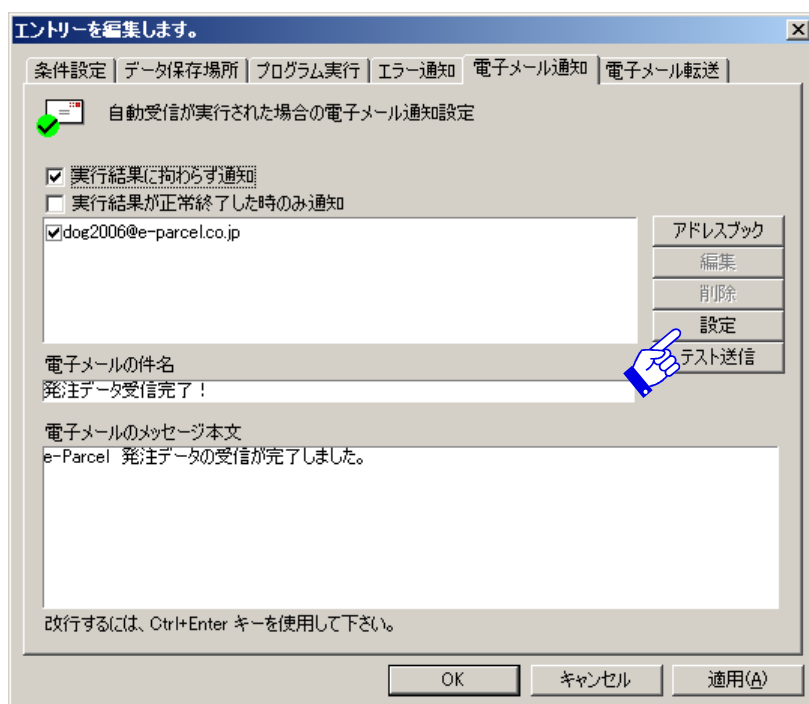 エントリーを編集します。
条件設定 データ保存場所 プログラム実行 エラー通知 電子メール通知 電子メール転送
自動受信が実行された場合の電子メール通知設定
実行結果に拘わらず通知
実行結果が正常終了した時のみ通知
dog2006@e-parcel.co.jp
アドレスブック
編集
削除
設定
テスト送信
電子メールの件名
発注データ受信完了！
電子メールのメッセージ本文
e-Parcel 発注データの受信が完了しました。
改行するには、Ctrl+Enter キーを使用して下さい。
OK キャンセル 適用(A)